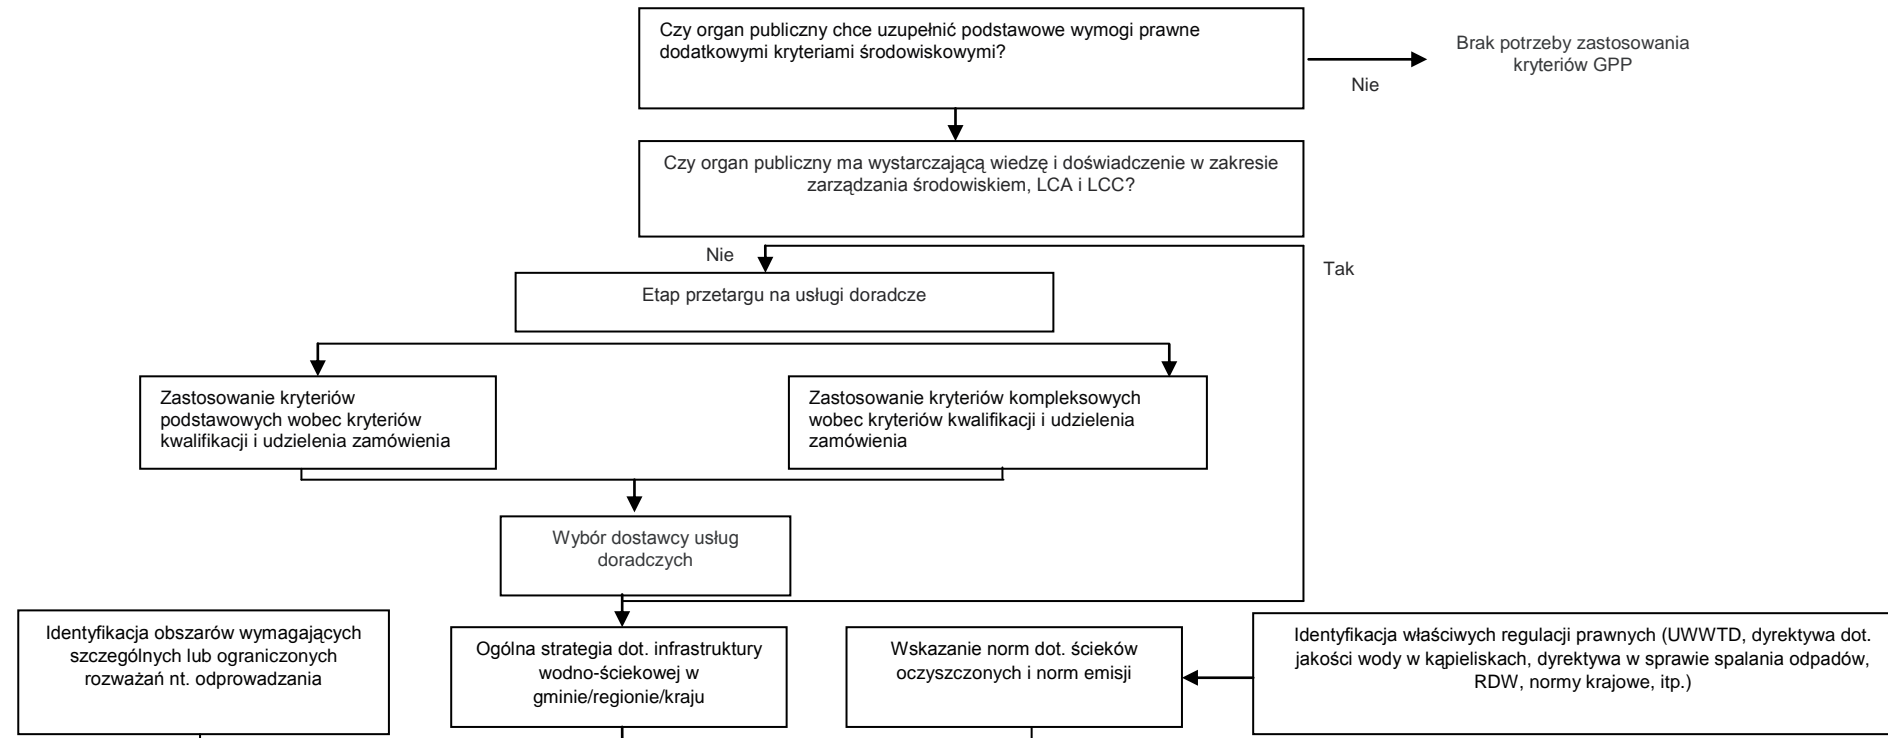 Czy organ publiczny chce uzupełnić podstawowe wymogi prawne
dodatkowymi kryteriami środowiskowymi?
Brak potrzeby zastosowania
kryteriów GPP
Nie
Czy organ publiczny ma wystarczającą wiedzę i doświadczenie w zakresie
zarządzania środowiskiem, LCA i LCC?
Nie
Tak
Etap przetargu na usługi doradcze
Zastosowanie kryteriów
podstawowych wobec kryteriów
kwalifikacji i udzielenia zamówienia
Zastosowanie kryteriów kompleksowych
wobec kryteriów kwalifikacji i udzielenia
zamówienia
Wybór dostawcy usług
doradczych
Identyfikacja obszarów wymagających
szczególnych lub ograniczonych
rozważań nt. odprowadzania
Ogólna strategia dot. infrastruktury
wodno-ściekowej w
gminie/regionie/kraju
Wskazanie norm dot. ścieków
oczyszczonych i norm emisji
Identyfikacja właściwych regulacji prawnych (UWWTD, dyrektywa dot.
jakości wody w kąpieliskach, dyrektywa w sprawie spalania odpadów,
RDW, normy krajowe, itp.)